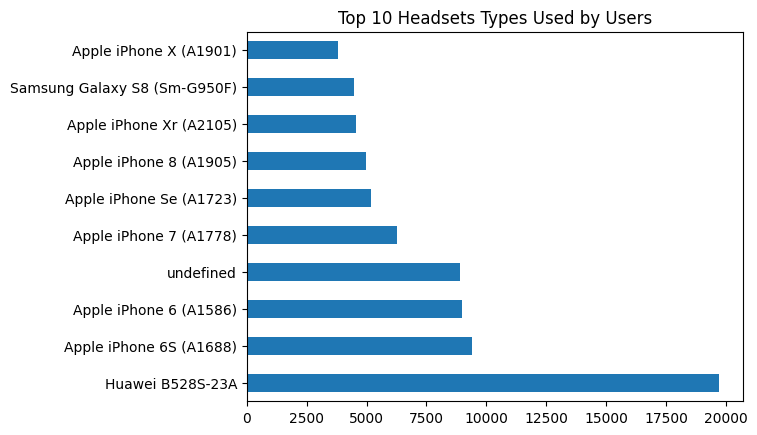 Top 10 Headsets Types Used by Users
Apple iPhone X (A1901)
Samsung Galaxy S8 (Sm-G950F)
Apple iPhone Xr (A2105)
Apple iPhone 8 (A1905)
Apple iPhone Se (A1723)
Apple iPhone 7 (A1778)
undefined
Apple iPhone 6 (A1586)
Apple iPhone 6S (A1688)
Huawei B528S-23A
0 2500 5000 7500 10000 12500 15000 17500 20000